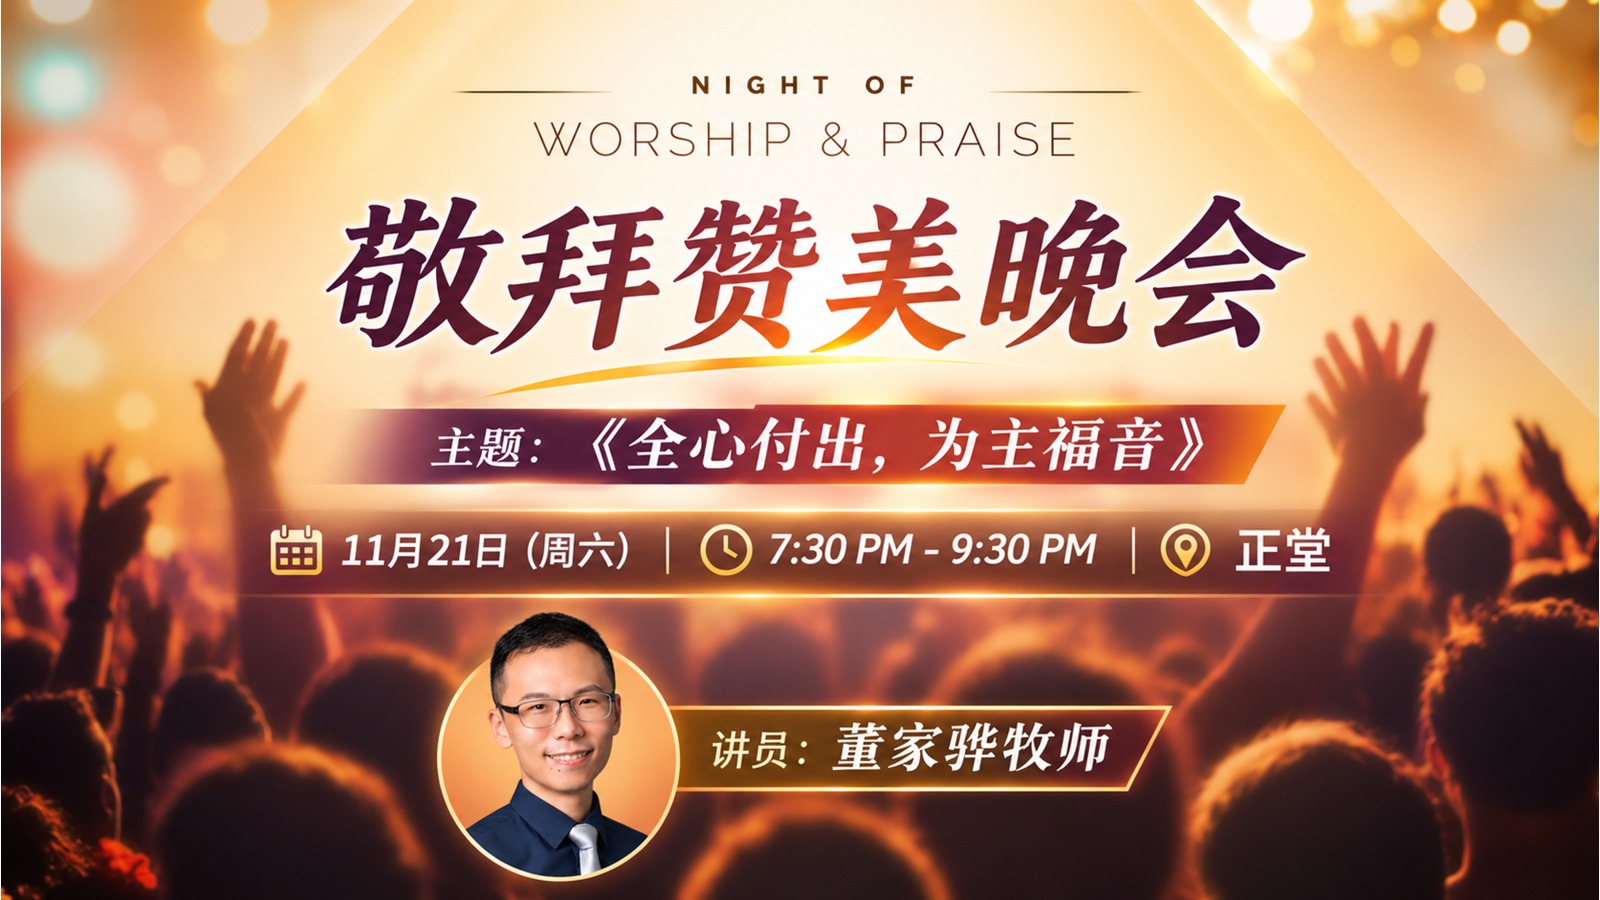 NIGHT OF
WORSHIP & PRAISE
敬拜赞美晚会
主题：《全心付出，为主福音》
11月21日（周六） | 7:30 PM - 9:30 PM | 正堂
讲员：董家骅牧师